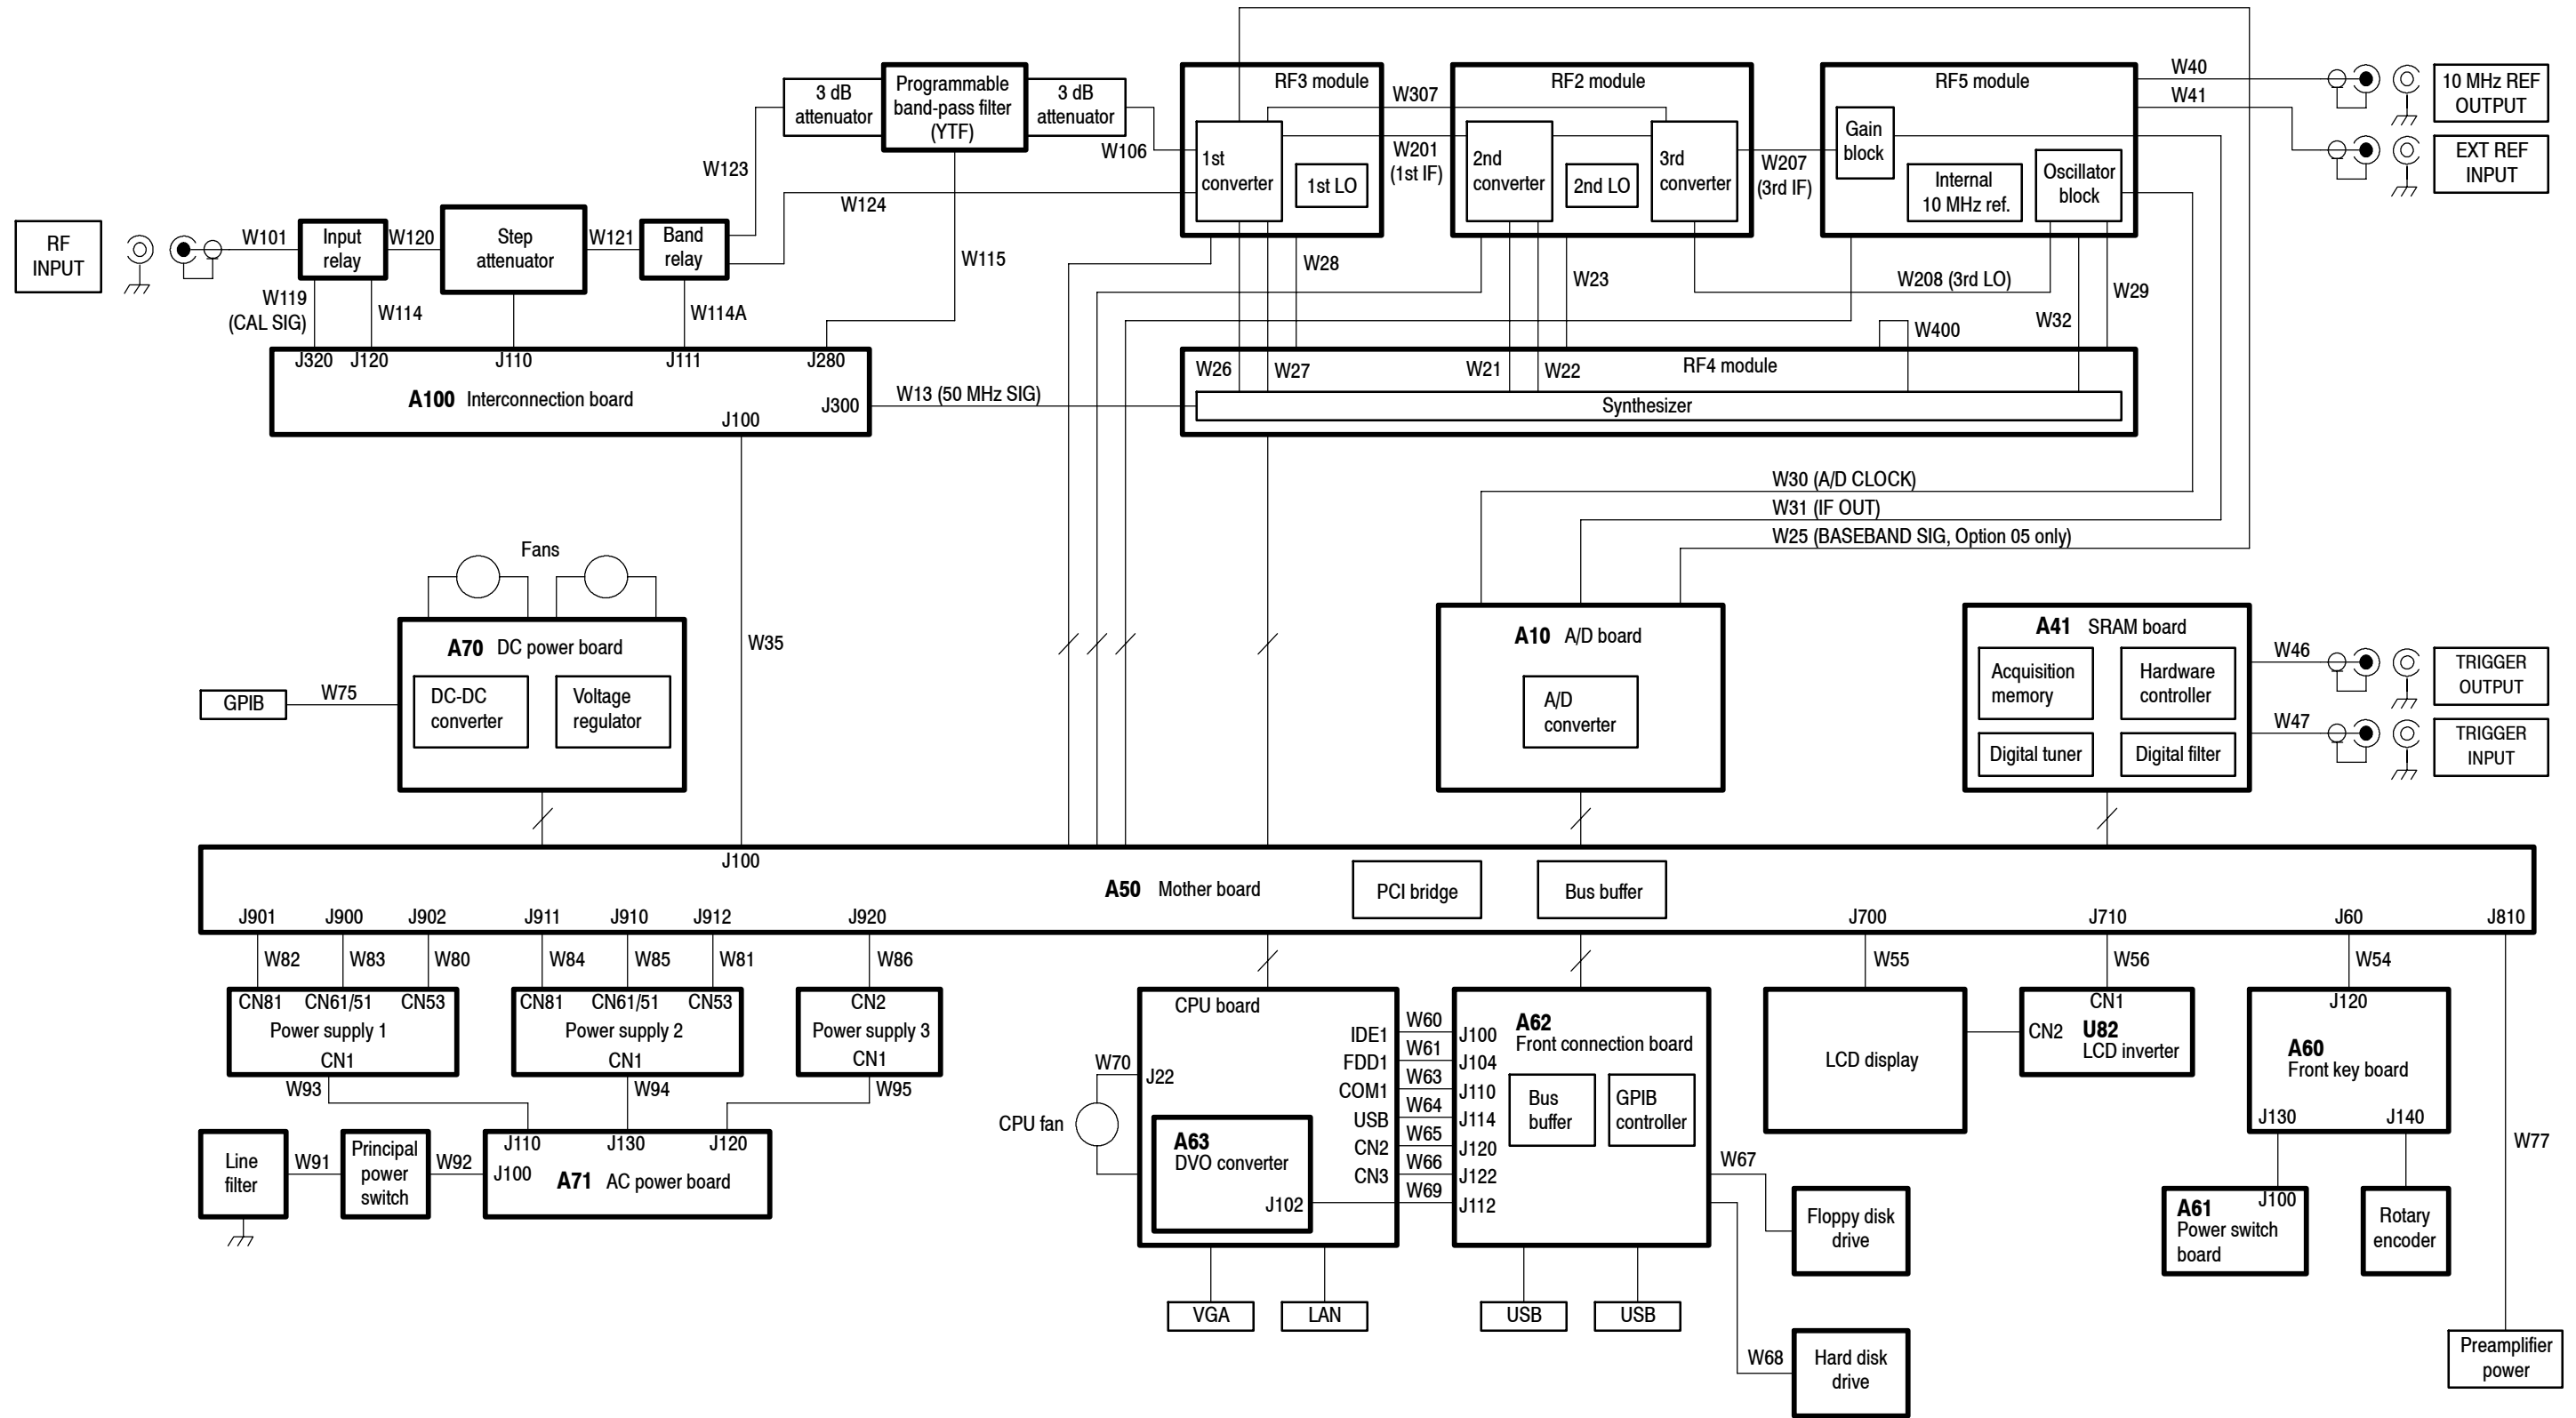 RF
INPUT
W101
Input
relay
W120
Step
attenuator
W121
Band
relay
W119
(CAL SIG)
W114
W114A
W123
W124
3 dB
attenuator
Programmable
band-pass filter
(YTF)
3 dB
attenuator
W106
W115
J320
J120
J110
J111
J280
A100 Interconnection board
J300
J100
W13 (50 MHz SIG)
RF3 module
1st
converter
1st LO
W307
W201
(1st IF)
RF2 module
2nd
converter
2nd LO
3rd
converter
W207
(3rd IF)
RF5 module
Gain
block
Internal
10 MHz ref.
Oscillator
block
W40
W41
10 MHz REF
OUTPUT
EXT REF
INPUT
W28
W23
W208 (3rd LO)
W29
W32
W400
W26
W27
W21
W22
RF4 module
Synthesizer
W30 (A/D CLOCK)
W31 (IF OUT)
W25 (BASEBAND SIG, Option 05 only)
Fans
A70 DC power board
DC-DC
converter
Voltage
regulator
GPIB
W75
W35
A10 A/D board
A/D
converter
A41 SRAM board
Acquisition
memory
Hardware
controller
Digital tuner
Digital filter
W46
W47
TRIGGER
OUTPUT
TRIGGER
INPUT
J100
A50 Mother board
PCI bridge
Bus buffer
J901
J900
J902
J911
J910
J912
J920
J700
J710
J60
J810
W82
W83
W80
W84
W85
W81
W86
W55
W56
W54
W77
CN81
CN61/51
CN53
Power supply 1
CN1
CN81
CN61/51
CN53
Power supply 2
CN1
CN2
Power supply 3
CN1
W93
W94
W95
Line
filter
W91
Principal
power
switch
W92
J110
J130
J120
J100
A71 AC power board
CPU board
W70
J22
CPU fan
IDE1
FDD1
COM1
USB
CN2
CN3
A63
DVO converter
J102
W60
W61
W63
W64
W65
W66
W69
J100
J104
J110
J114
J120
J122
J112
A62
Front connection board
Bus
buffer
GPIB
controller
VGA
LAN
USB
USB
W67
Floppy disk
drive
W68
Hard disk
drive
LCD display
CN1
CN2
U82
LCD inverter
J120
A60
Front key board
J130
J140
J100
A61
Power switch
board
Rotary
encoder
Preamplifier
power